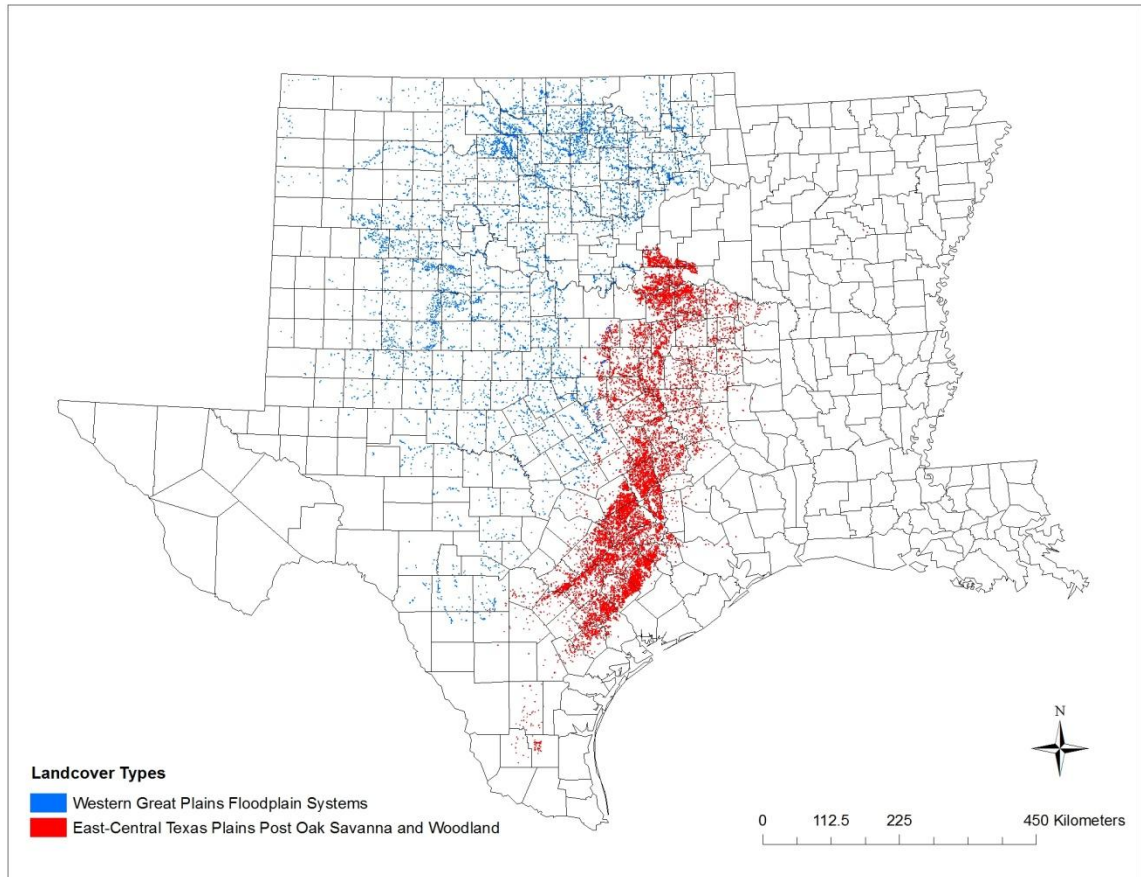 N
Landcover Types
Western Great Plains Floodplain Systems
East-Central Texas Plains Post Oak Savanna and Woodland
0 112.5 225 450 Kilometers